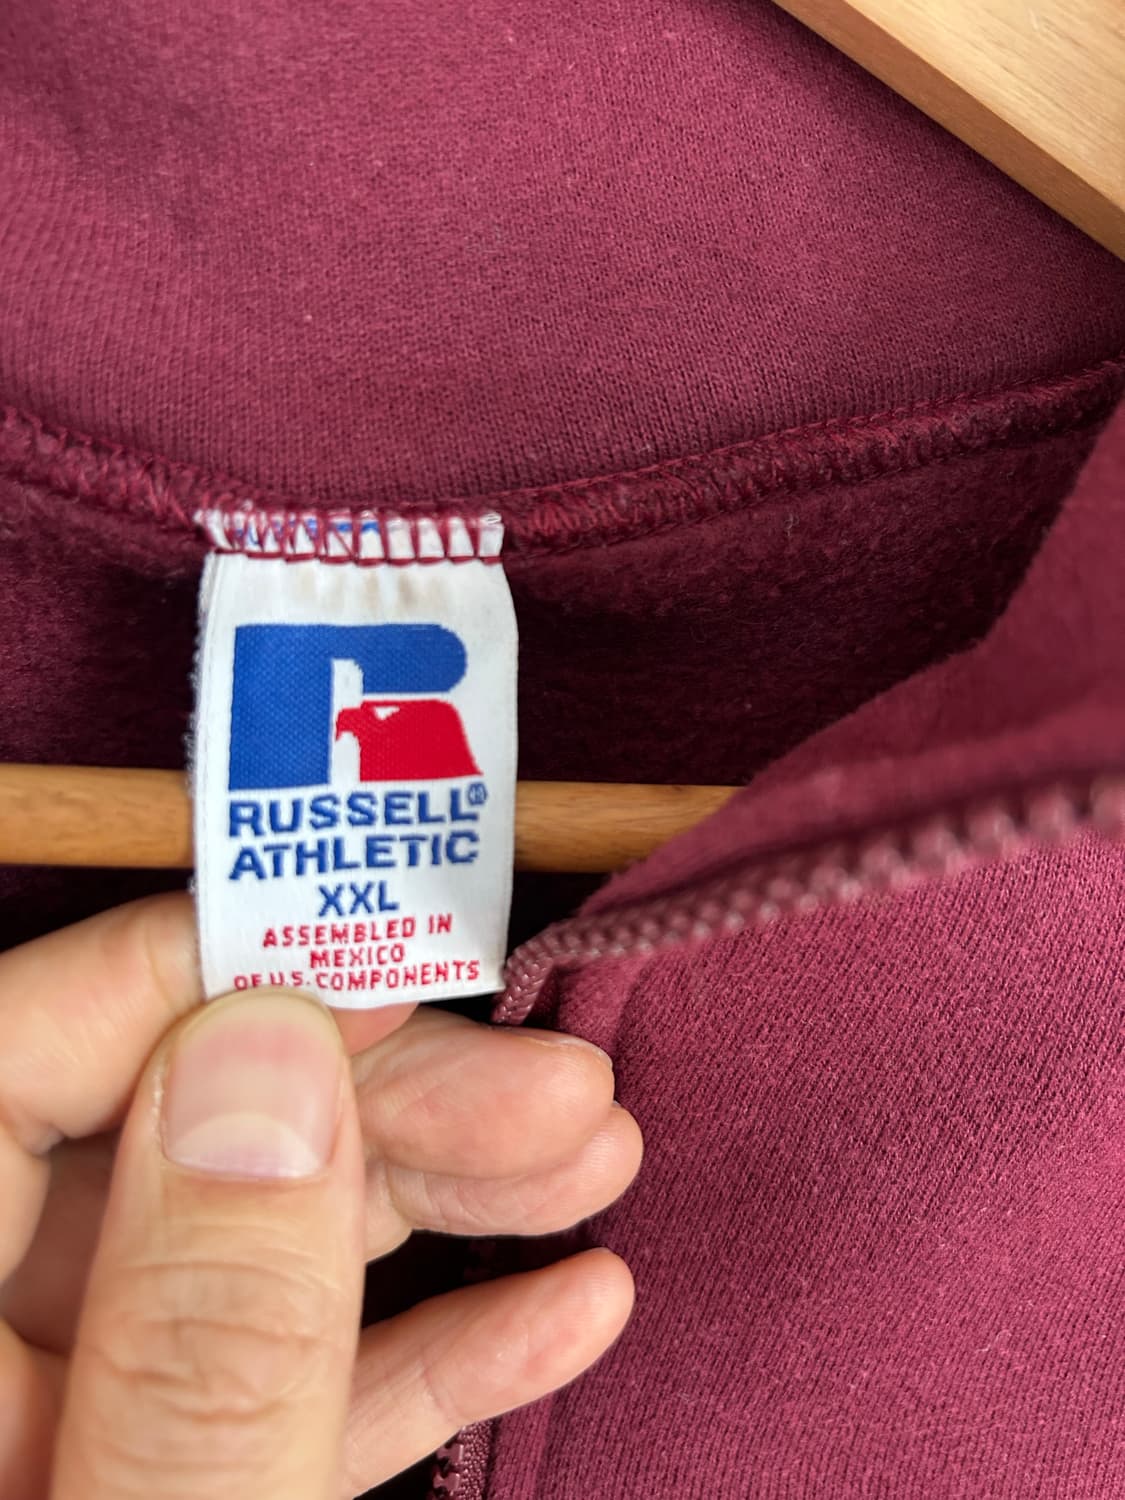 RUSSELL®
ATHLETIC
XXL
ASSEMBLED IN
MEXICO
OF U.S. COMPONENTS